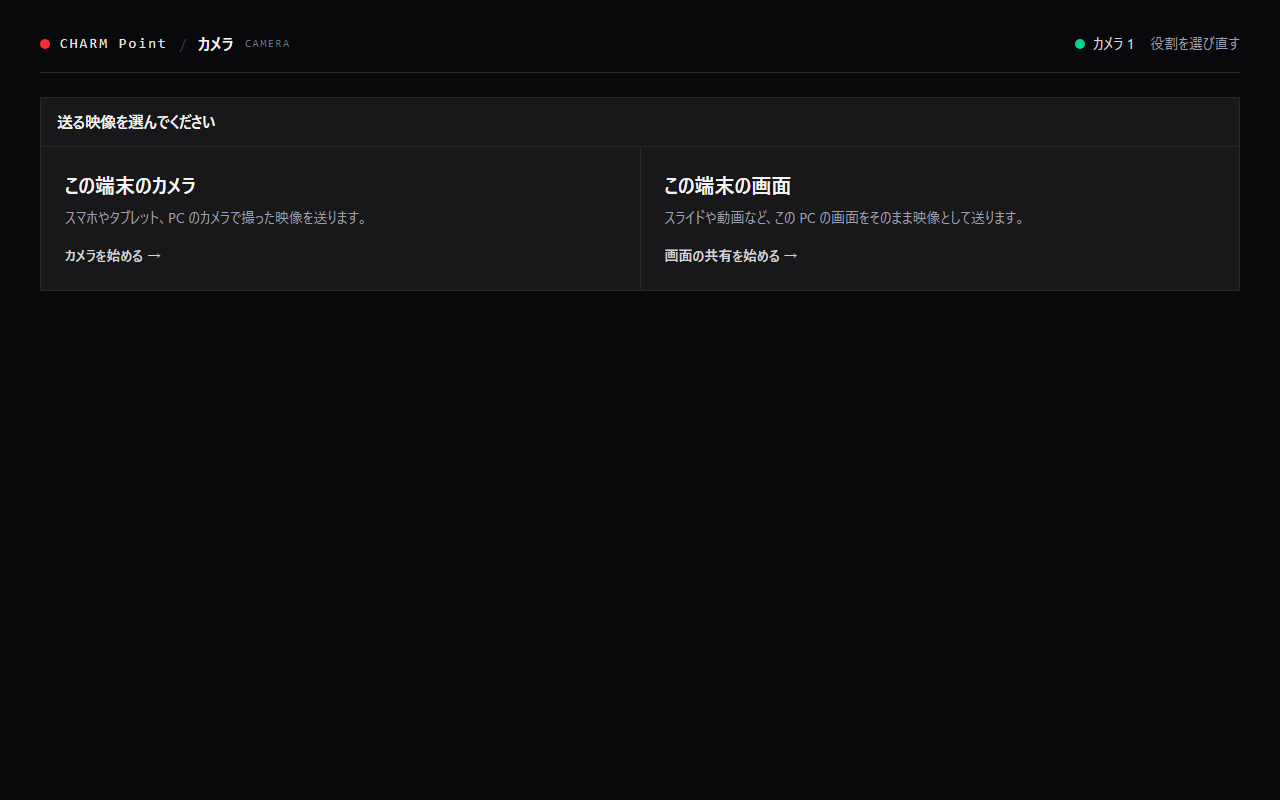 CHARM Point / カメラ CAMERA
カメラ 1 役割を選び直す
送る映像を選んでください
この端末のカメラ
スマホやタブレット、PC のカメラで撮った映像を送ります。
カメラを始める →
この端末の画面
スライドや動画など、この PC の画面をそのまま映像として送ります。
画面の共有を始める →